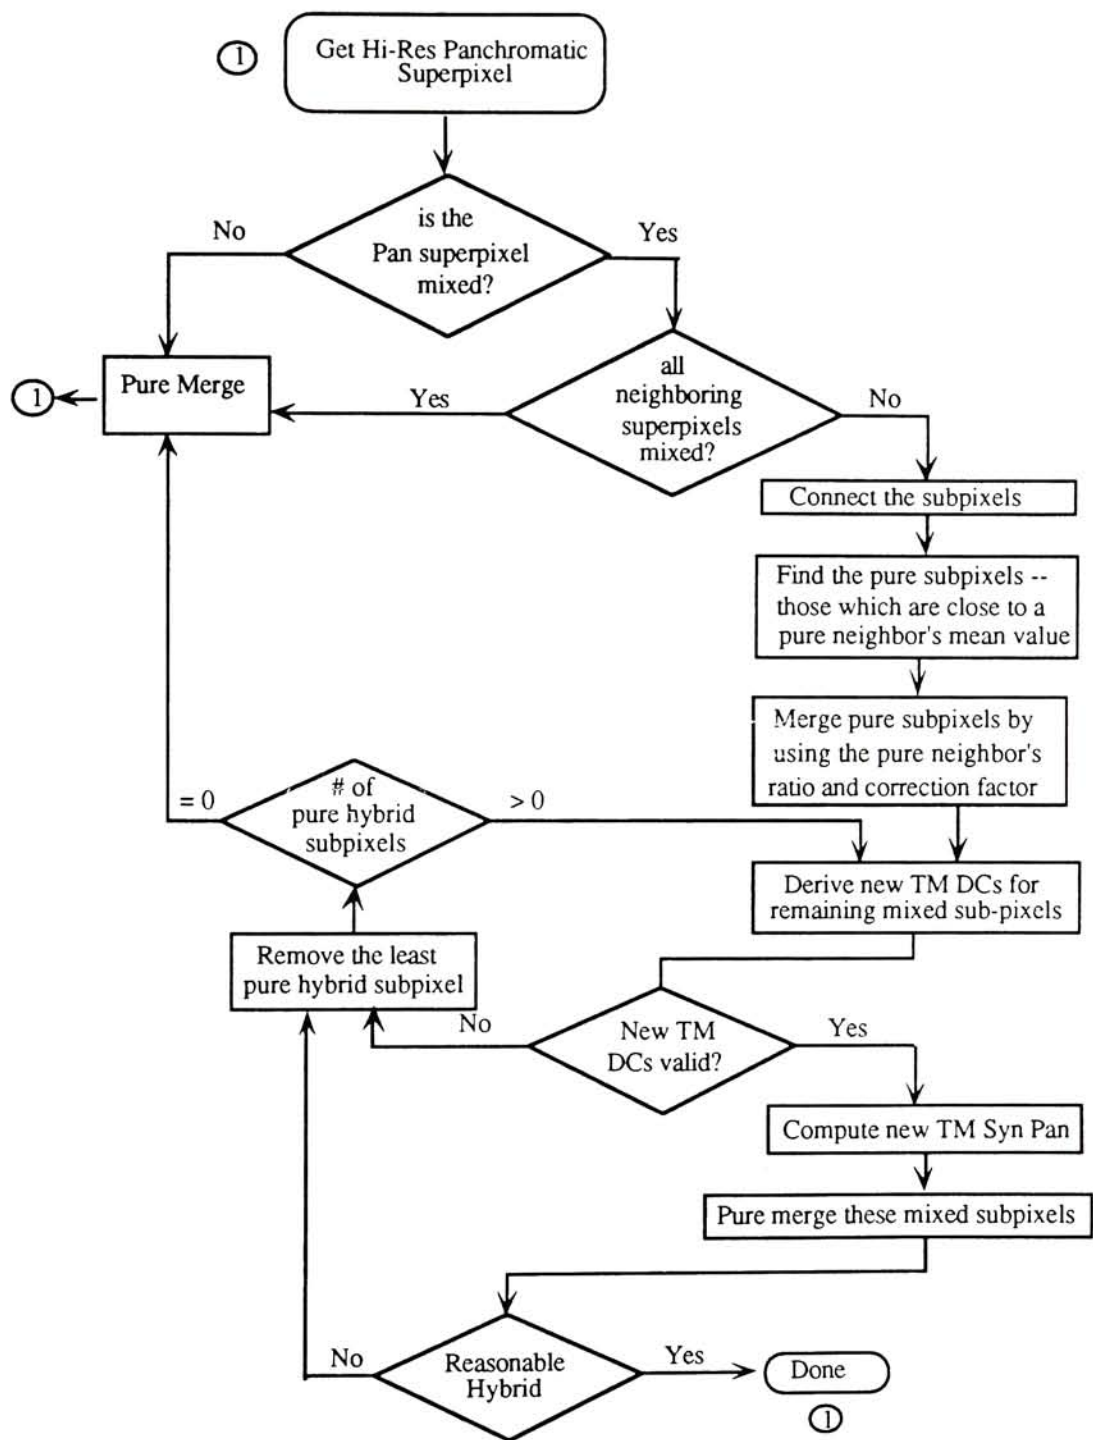 1
Get Hi-Res Panchromatic
Superpixel
is the
Pan superpixel
mixed?
No
Yes
Pure Merge
1
all
neighboring
superpixels
mixed?
Yes
No
Connect the subpixels
Find the pure subpixels --
those which are close to a
pure neighbor's mean value
Merge pure subpixels by
using the pure neighbor's
ratio and correction factor
# of
pure hybrid
subpixels
= 0
> 0
Derive new TM DCs for
remaining mixed sub-pixels
Remove the least
pure hybrid subpixel
No
New TM
DCs valid?
Yes
Compute new TM Syn Pan
Pure merge these mixed subpixels
No
Reasonable
Hybrid
Yes
Done
1